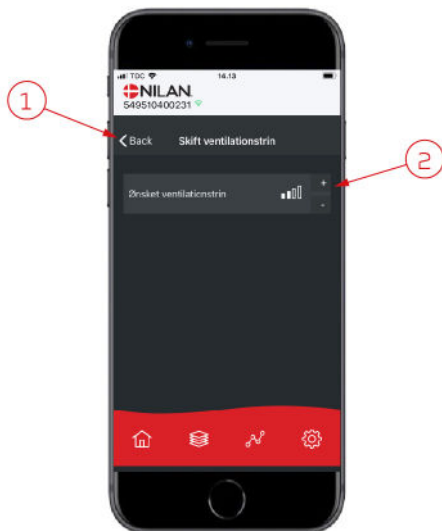 1
2
TDC 14.13
NILAN
549510400231
Back Skift ventilationstrin
Ønsket ventilationstrin +
-